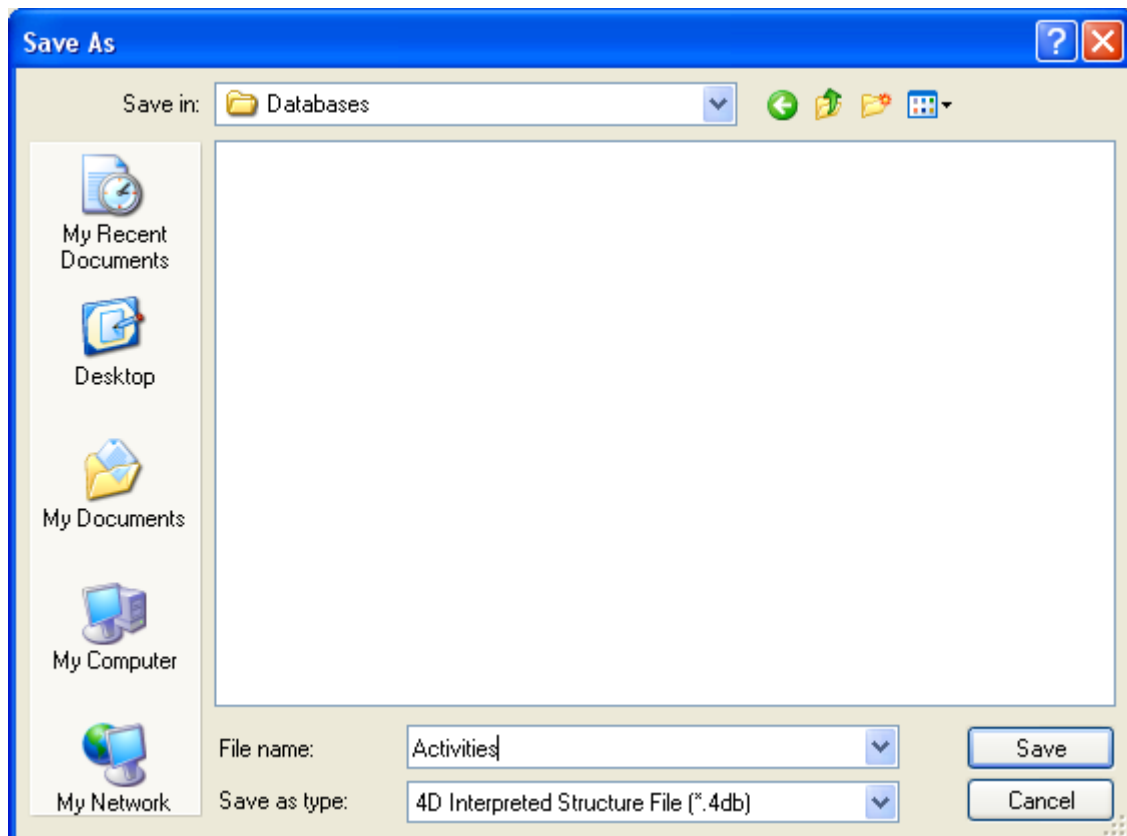 Save As
Save in:
Databases
My Recent
Documents
Desktop
My Documents
My Computer
My Network
File name:
Activities
Save
Save as type:
4D Interpreted Structure File (*.4db)
Cancel